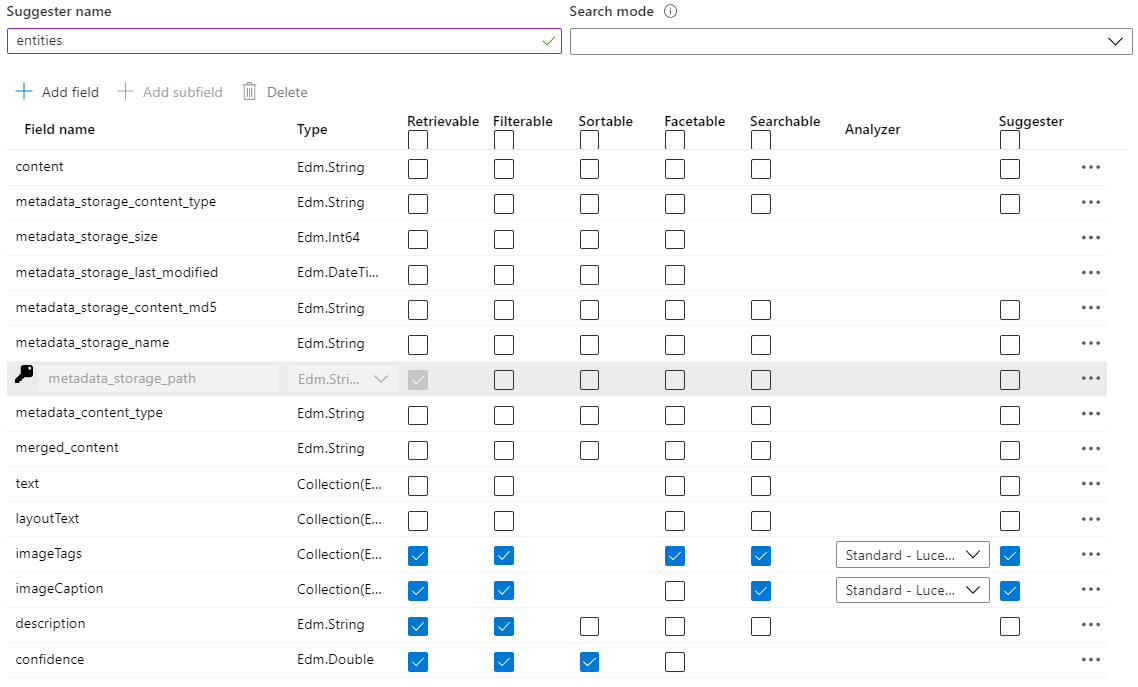 Suggester name Search mode
entities
Add field Add subfield Delete
Field name Type Retrievable Filterable Sortable Facetable Searchable Analyzer Suggester
content Edm.String
metadata_storage_content_type Edm.String
metadata_storage_size Edm.Int64
metadata_storage_last_modified Edm.DateTi...
metadata_storage_content_md5 Edm.String
metadata_storage_name Edm.String
metadata_storage_path Edm.Stri...
metadata_content_type Edm.String
merged_content Edm.String
text Collection(E...
layoutText Collection(E...
imageTags Collection(E... Standard - Luce...
imageCaption Collection(E... Standard - Luce...
description Edm.String
confidence Edm.Double